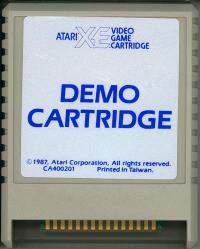 ATARI XE VIDEO
GAME
CARTRIDGE
DEMO
CARTRIDGE
©1987, Atari Corporation, All rights reserved.
CA400201 Printed in Taiwan.